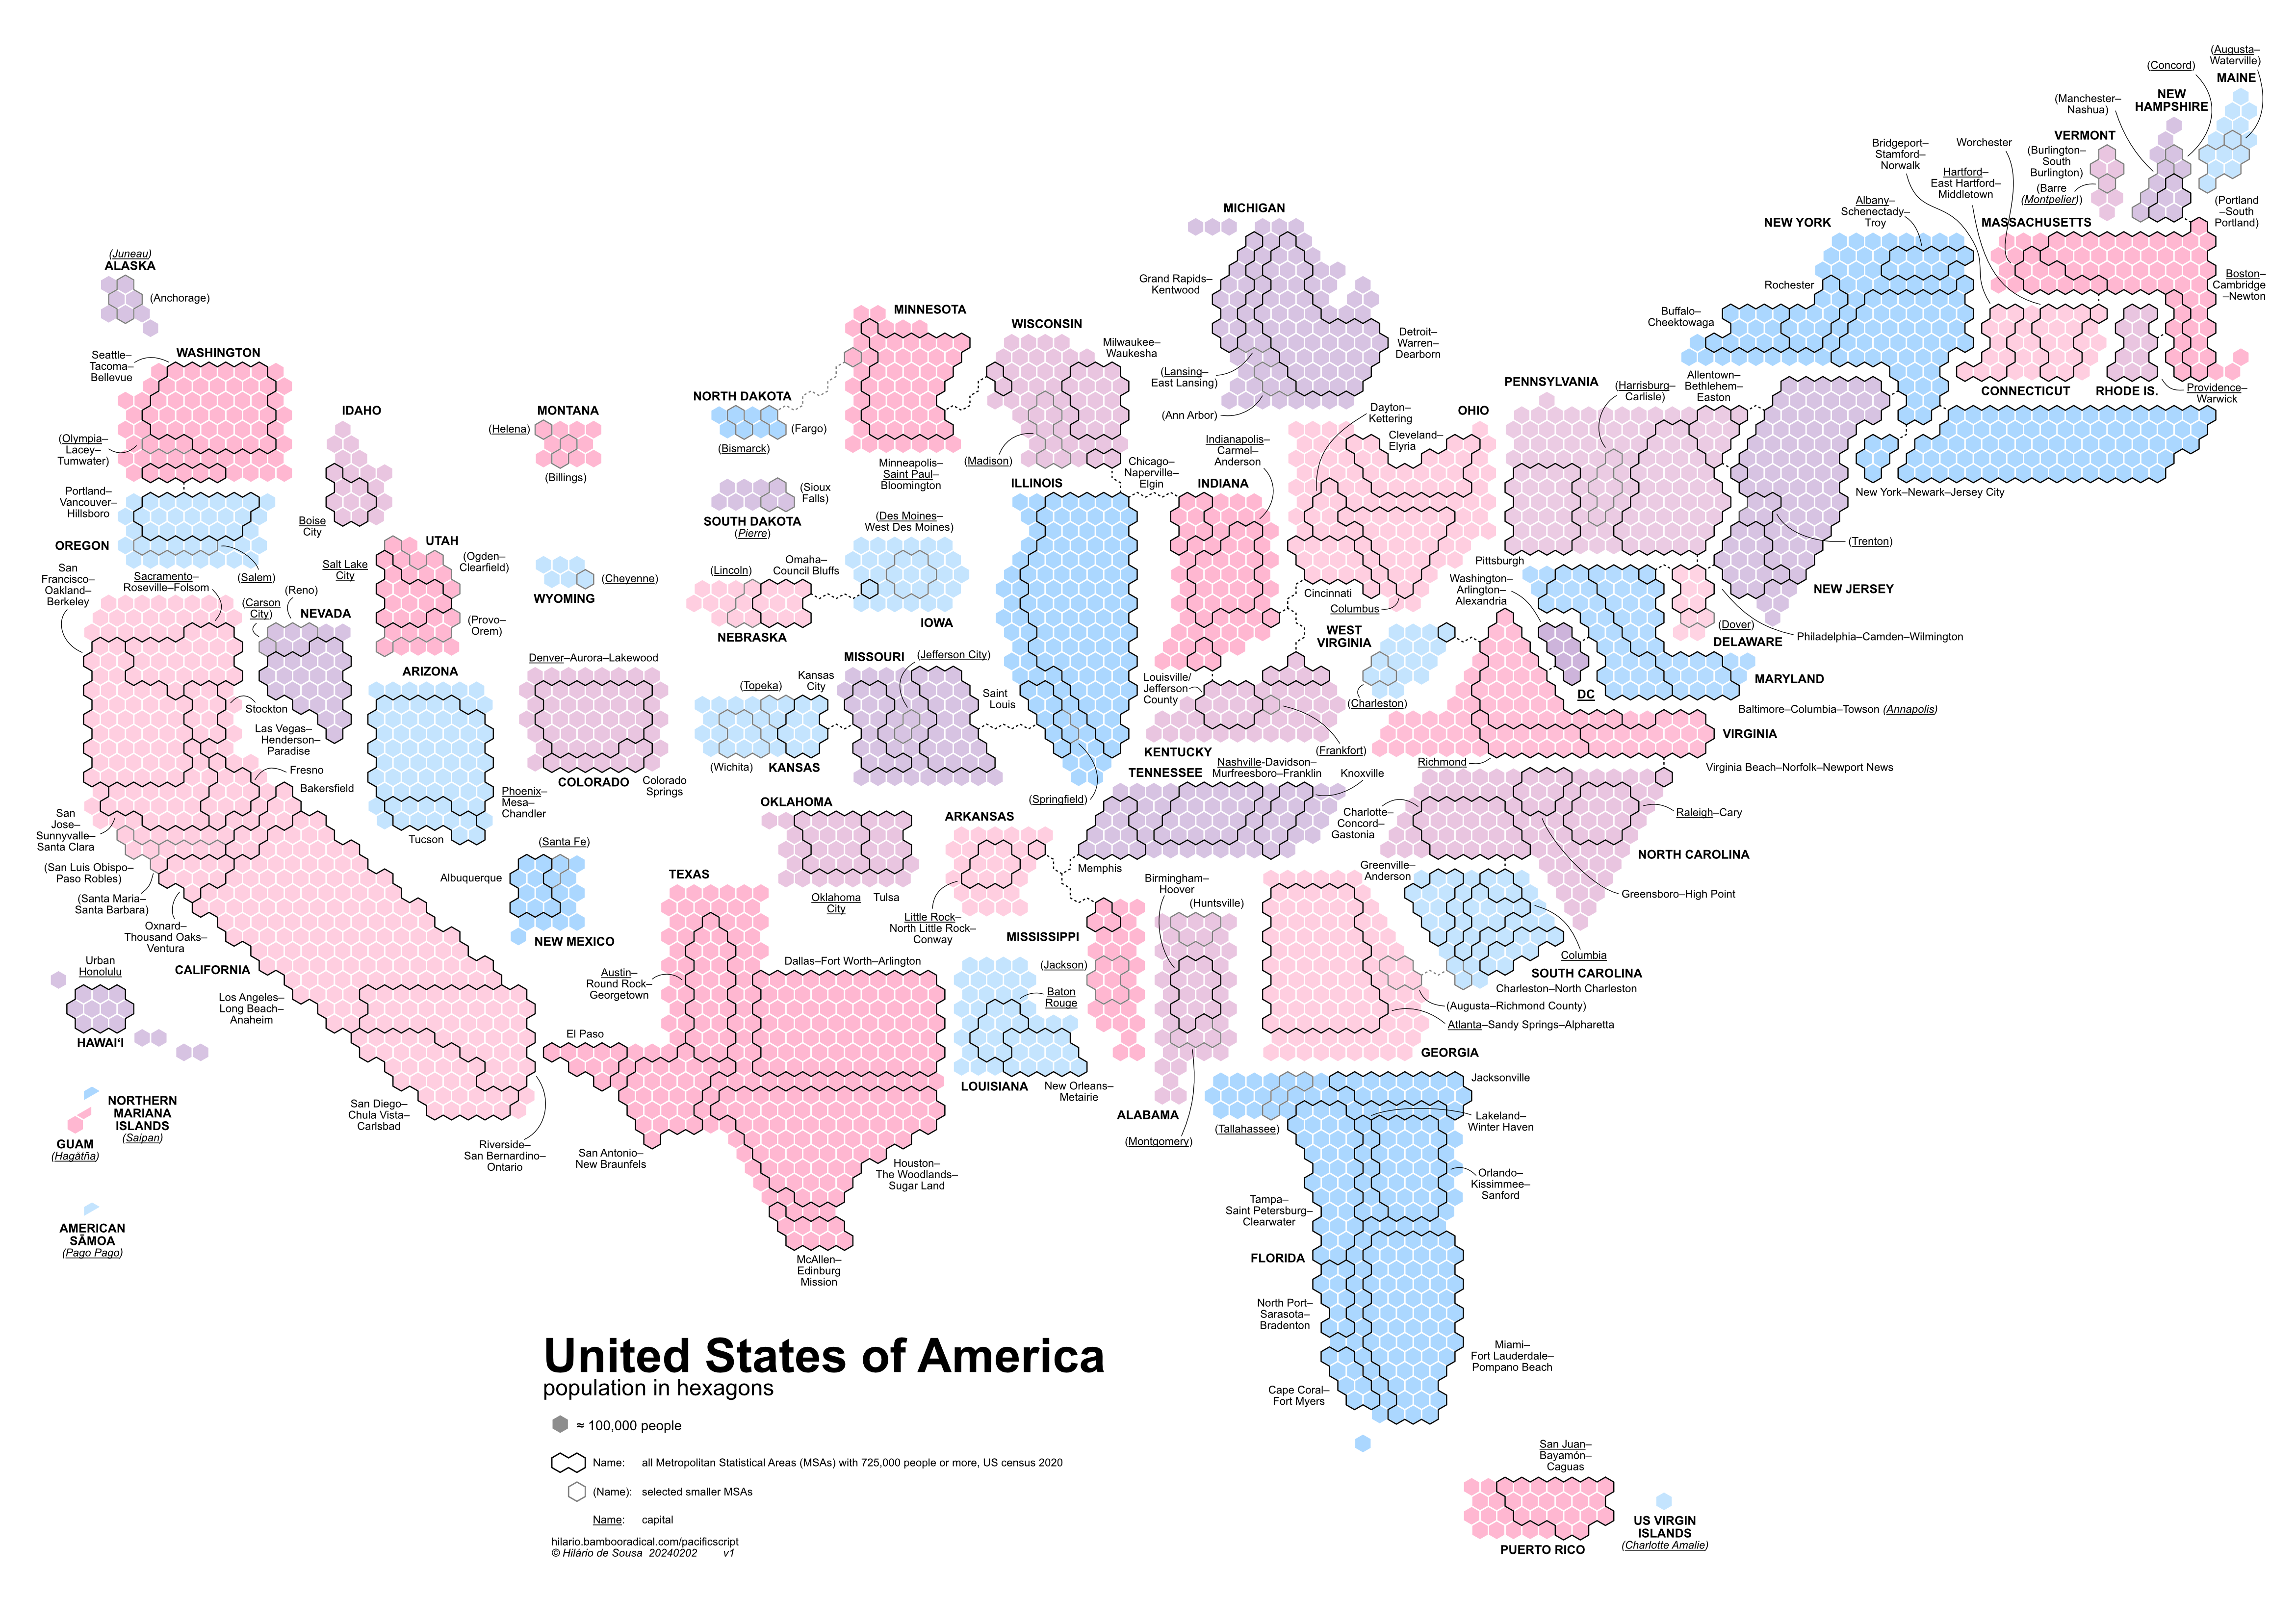 (Juneau)
ALASKA
(Anchorage)
Seattle–
Tacoma–
Bellevue
WASHINGTON
(Olympia–
Lacey–
Tumwater)
Portland–
Vancouver–
Hillsboro
OREGON
(Salem)
San
Francisco–
Oakland–
Berkeley
Sacramento–
Roseville–Folsom
(Carson
City)
(Reno)
NEVADA
Stockton
Las Vegas–
Henderson–
Paradise
Fresno
Bakersfield
San
Jose–
Sunnyvalle–
Santa Clara
(San Luis Obispo–
Paso Robles)
(Santa Maria–
Santa Barbara)
Oxnard–
Thousand Oaks–
Ventura
CALIFORNIA
Los Angeles–
Long Beach–
Anaheim
San Diego–
Chula Vista–
Carlsbad
Riverside–
San Bernardino–
Ontario
Urban
Honolulu
HAWAI‘I
NORTHERN
MARIANA
ISLANDS
(Saipan)
GUAM
(Hagåtña)
AMERICAN
SĀMOA
(Pago Pago)
IDAHO
Boise
City
MONTANA
(Helena)
(Billings)
UTAH
Salt Lake
City
(Ogden–
Clearfield)
(Provo–
Orem)
WYOMING
(Cheyenne)
ARIZONA
Phoenix–
Mesa–
Chandler
Tucson
Denver–Aurora–Lakewood
COLORADO
Colorado
Springs
(Santa Fe)
Albuquerque
NEW MEXICO
NORTH DAKOTA
(Fargo)
(Bismarck)
(Sioux
Falls)
SOUTH DAKOTA
(Pierre)
(Lincoln)
Omaha–
Council Bluffs
NEBRASKA
(Topeka)
Kansas
City
(Wichita)
KANSAS
OKLAHOMA
Oklahoma
City
Tulsa
TEXAS
Dallas–Fort Worth–Arlington
Austin–
Round Rock–
Georgetown
El Paso
San Antonio–
New Braunfels
Houston–
The Woodlands–
Sugar Land
McAllen–
Edinburg
Mission
MINNESOTA
Minneapolis–
Saint Paul–
Bloomington
(Des Moines–
West Des Moines)
IOWA
MISSOURI
(Jefferson City)
Saint
Louis
ARKANSAS
Little Rock–
North Little Rock–
Conway
LOUISIANA
Baton
Rouge
New Orleans–
Metairie
WISCONSIN
Milwaukee–
Waukesha
(Madison)
Chicago–
Naperville–
Elgin
ILLINOIS
(Springfield)
MICHIGAN
Grand Rapids–
Kentwood
(Lansing–
East Lansing)
(Ann Arbor)
Detroit–
Warren–
Dearborn
Indianapolis–
Carmel–
Anderson
INDIANA
OHIO
Dayton–
Kettering
Cleveland–
Elyria
Cincinnati
Columbus
Louisville/
Jefferson
County
KENTUCKY
(Frankfort)
TENNESSEE
Nashville-Davidson–
Murfreesboro–Franklin
Knoxville
Memphis
MISSISSIPPI
(Jackson)
Birmingham–
Hoover
(Huntsville)
ALABAMA
(Montgomery)
Greenville–
Anderson
Columbia
SOUTH CAROLINA
Charleston–North Charleston
(Augusta–Richmond County)
Atlanta–Sandy Springs–Alpharetta
GEORGIA
Jacksonville
(Tallahassee)
Lakeland–
Winter Haven
Orlando–
Kissimmee–
Sanford
Tampa–
Saint Petersburg–
Clearwater
FLORIDA
North Port–
Sarasota–
Bradenton
Cape Coral–
Fort Myers
Miami–
Fort Lauderdale–
Pompano Beach
WEST
VIRGINIA
(Charleston)
Washington–
Arlington–
Alexandria
DC
MARYLAND
Baltimore–Columbia–Towson (Annapolis)
VIRGINIA
Richmond
Virginia Beach–Norfolk–Newport News
Charlotte–
Concord–
Gastonia
Raleigh–Cary
NORTH CAROLINA
Greensboro–High Point
PENNSYLVANIA
(Harrisburg–
Carlisle)
Allentown–
Bethlehem–
Easton
Pittsburgh
(Dover)
DELAWARE
Philadelphia–Camden–Wilmington
(Trenton)
NEW JERSEY
New York–Newark–Jersey City
NEW YORK
Albany–
Schenectady–
Troy
Rochester
Buffalo–
Cheektowaga
Bridgeport–
Stamford–
Norwalk
Hartford–
East Hartford–
Middletown
Worchester
MASSACHUSETTS
CONNECTICUT
RHODE IS.
Providence–
Warwick
Boston–
Cambridge
–Newton
VERMONT
(Burlington–
South
Burlington)
(Barre
(Montpelier))
(Manchester–
Nashua)
(Concord)
NEW
HAMPSHIRE
(Augusta–
Waterville)
MAINE
(Portland
–South
Portland)
San Juan–
Bayamón–
Caguas
PUERTO RICO
US VIRGIN
ISLANDS
(Charlotte Amalie)
United States of America
population in hexagons
≈ 100,000 people
Name: all Metropolitan Statistical Areas (MSAs) with 725,000 people or more, US census 2020
(Name): selected smaller MSAs
Name: capital
hilario.bambooradical.com/pacificscript
© Hilário de Sousa 20240202 v1